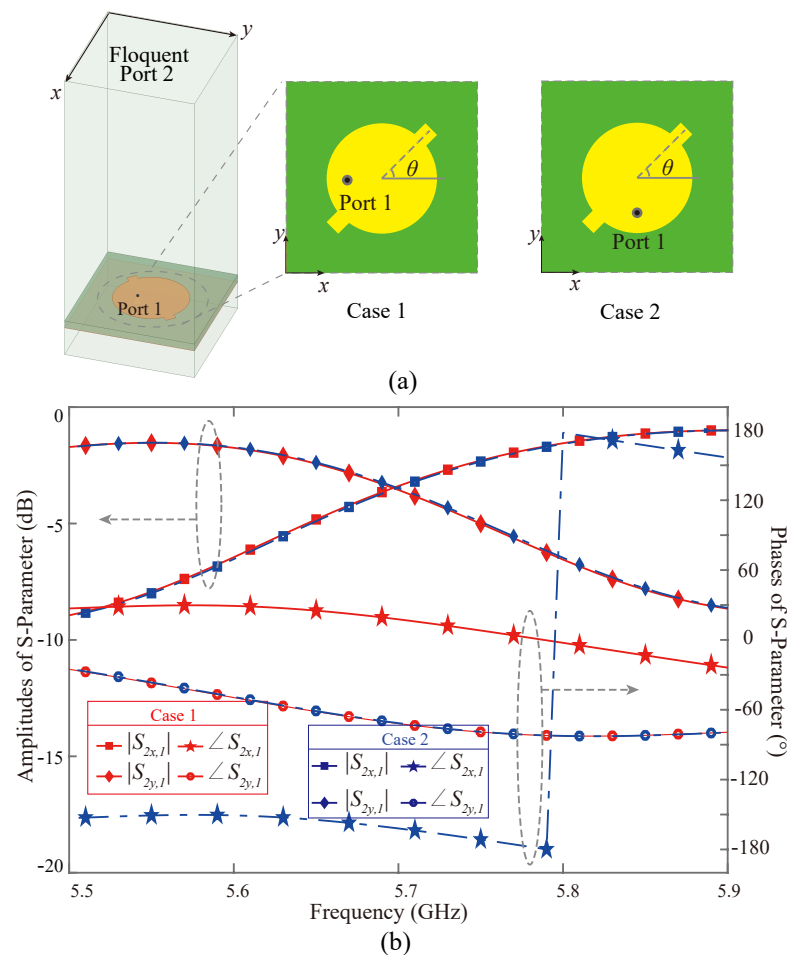 y
Floquent
Port 2
x
Port 1
θ
Port 1
y
x
Case 1
θ
Port 1
y
x
Case 2
(a)
Amplitudes of S-Parameter (dB)
0
-5
-10
-15
-20
180
120
60
0
-60
-120
-180
Phases of S-Parameter (°)
Case 1
|S2x,1| ∠S2x,1
|S2y,1| ∠S2y,1
Case 2
|S2x,1| ∠S2x,1
|S2y,1| ∠S2y,1
5.5 5.6 5.7 5.8 5.9
Frequency (GHz)
(b)